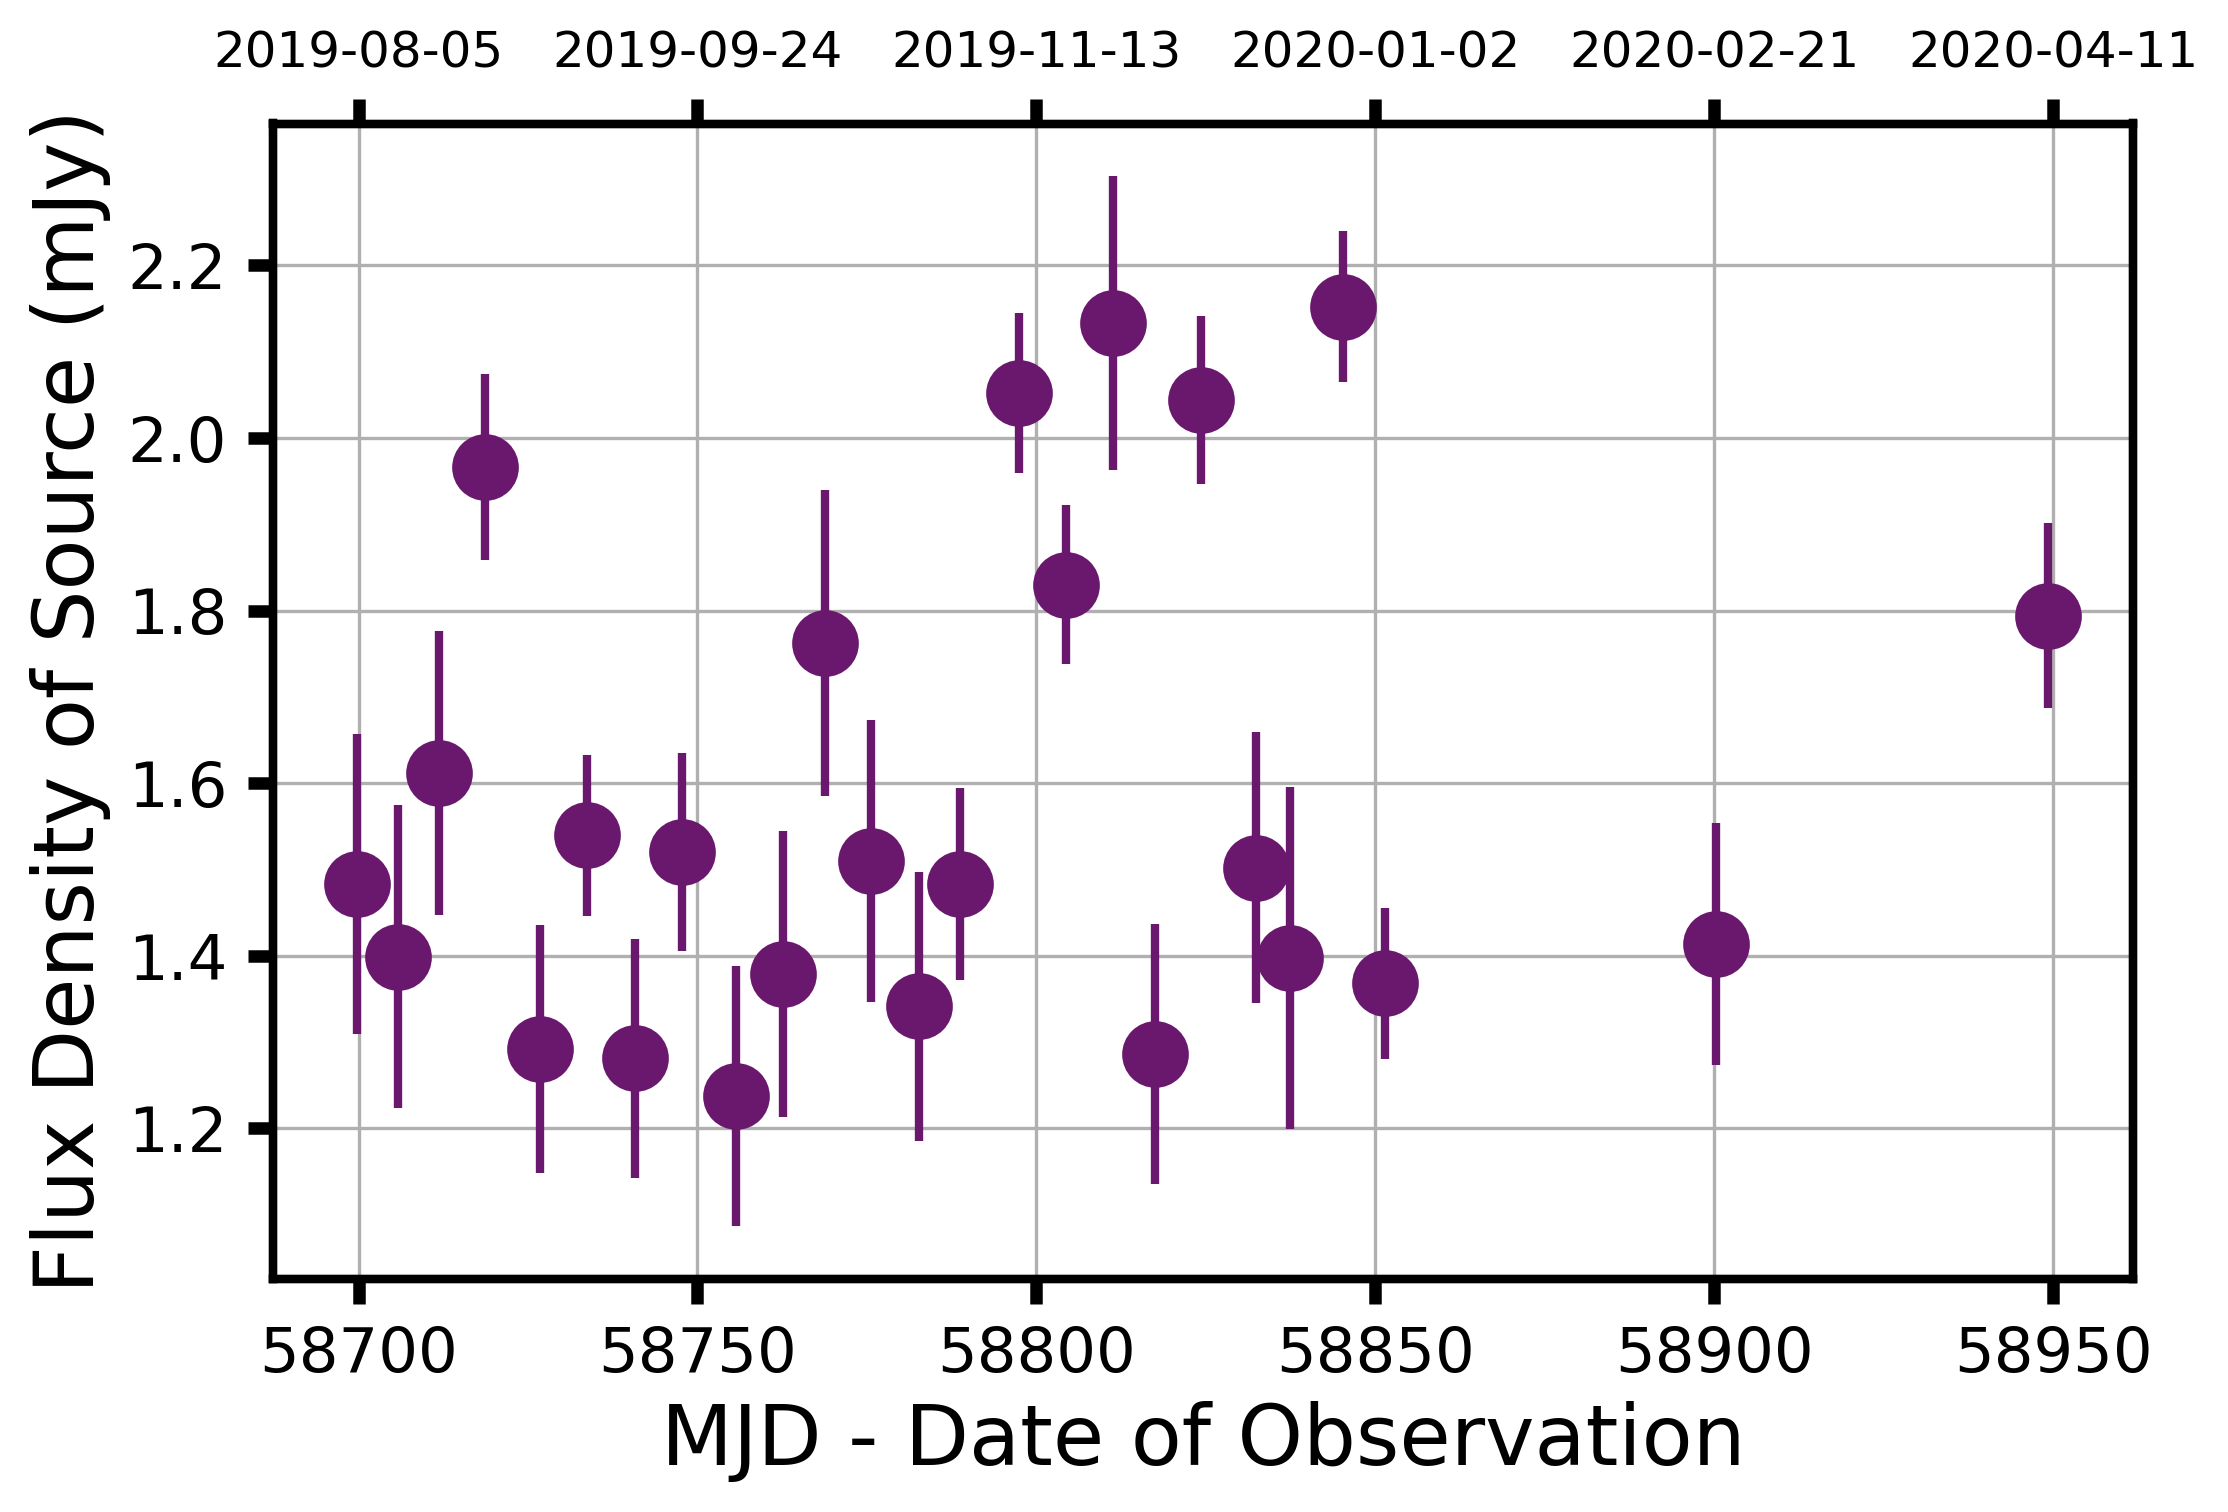 2019-08-05 2019-09-24 2019-11-13 2020-01-02 2020-02-21 2020-04-11
Flux Density of Source (mJy)
2.2
2.0
1.8
1.6
1.4
1.2
58700 58750 58800 58850 58900 58950
MJD - Date of Observation